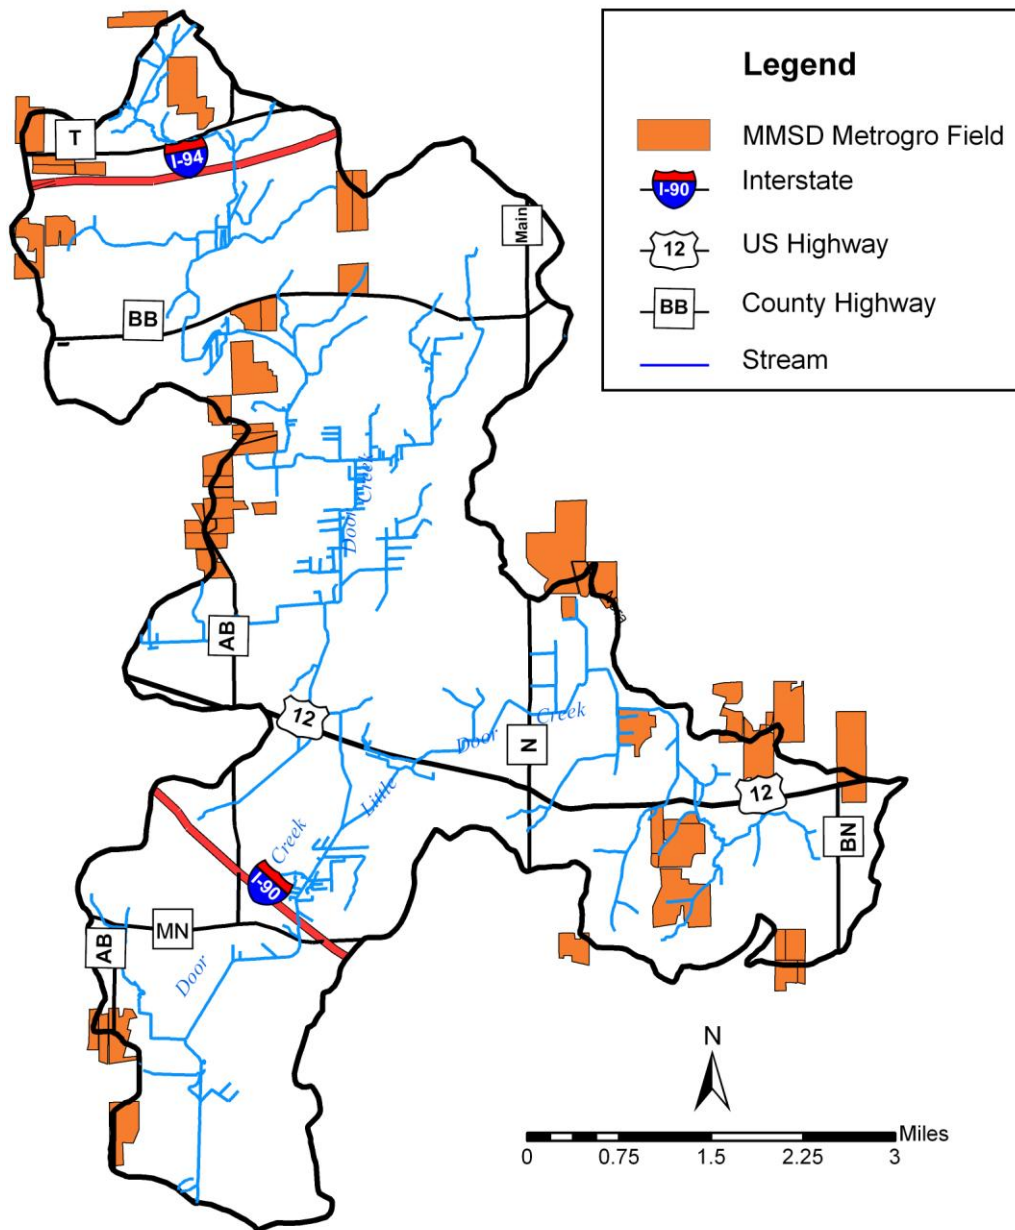 Legend
MMSD Metrogro Field
I-90
Interstate
12
US Highway
BB
County Highway
Stream
T
I-94
Main
BB
Door Creek
AB
12
N
Door Creek
Little
12
BN
Creek
I-90
MN
AB
Door
N
Miles
0 0.75 1.5 2.25 3